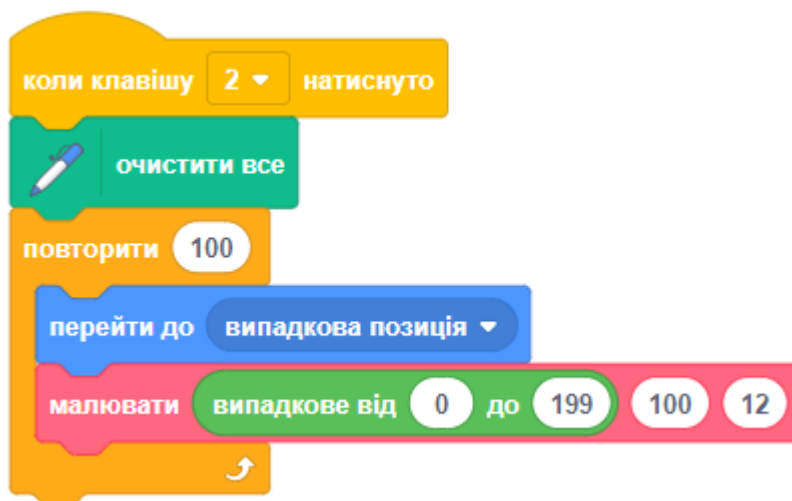 коли клавішу 2 натиснуто
очистити все
повторити 100
перейти до випадкова позиція
малювати випадкове від 0 до 199 100 12